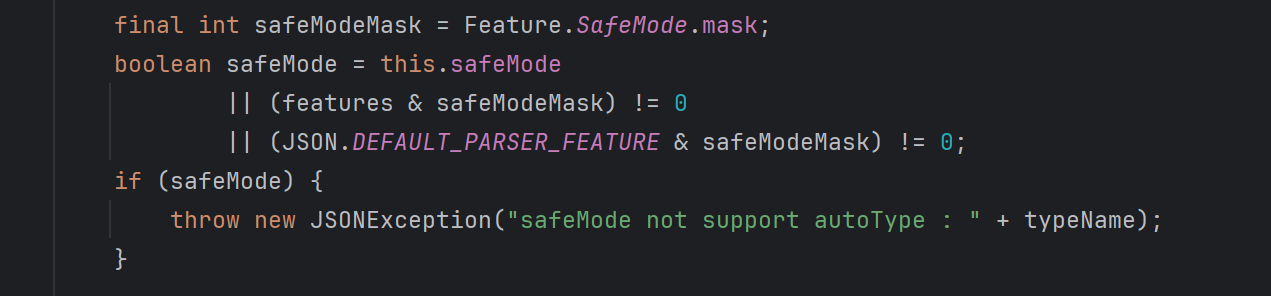 final int safeModeMask = Feature.SafeMode.mask;
boolean safeMode = this.safeMode
|| (features & safeModeMask) != 0
|| (JSON.DEFAULT_PARSER_FEATURE & safeModeMask) != 0;
if (safeMode) {
throw new JSONException("safeMode not support autoType : " + typeName);
}